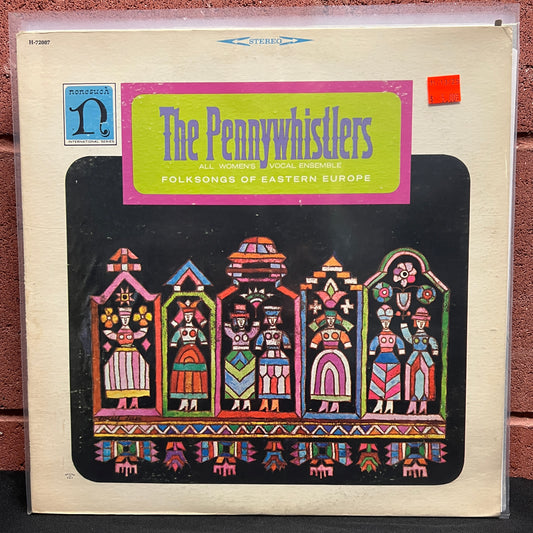 H-72007
STEREO
nonesuch
n
INTERNATIONAL SERIES
The Pennywhistlers
ALL WOMEN'S VOCAL ENSEMBLE
FOLKSONGS OF EASTERN EUROPE